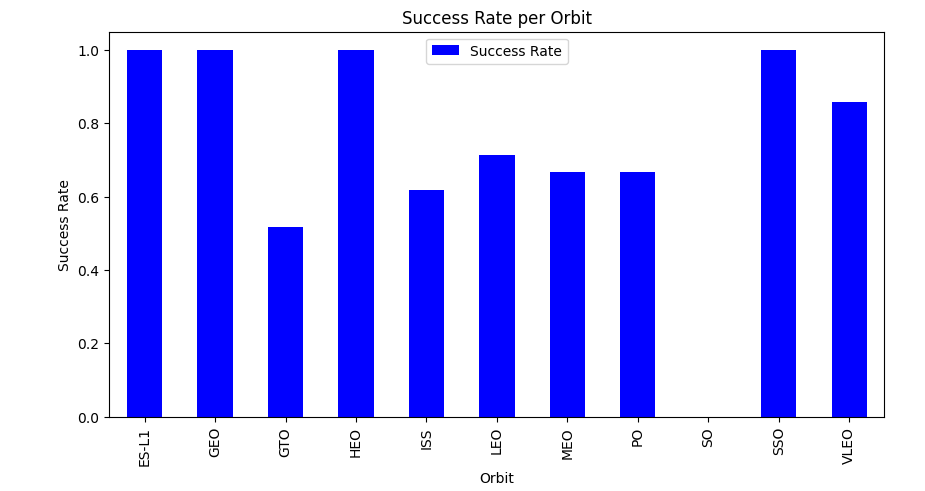 Success Rate per Orbit
Success Rate
1.0
0.8
0.6
0.4
0.2
0.0
Success Rate
ES-L1
GEO
GTO
HEO
ISS
LEO
MEO
PO
SO
SSO
VLEO
Orbit